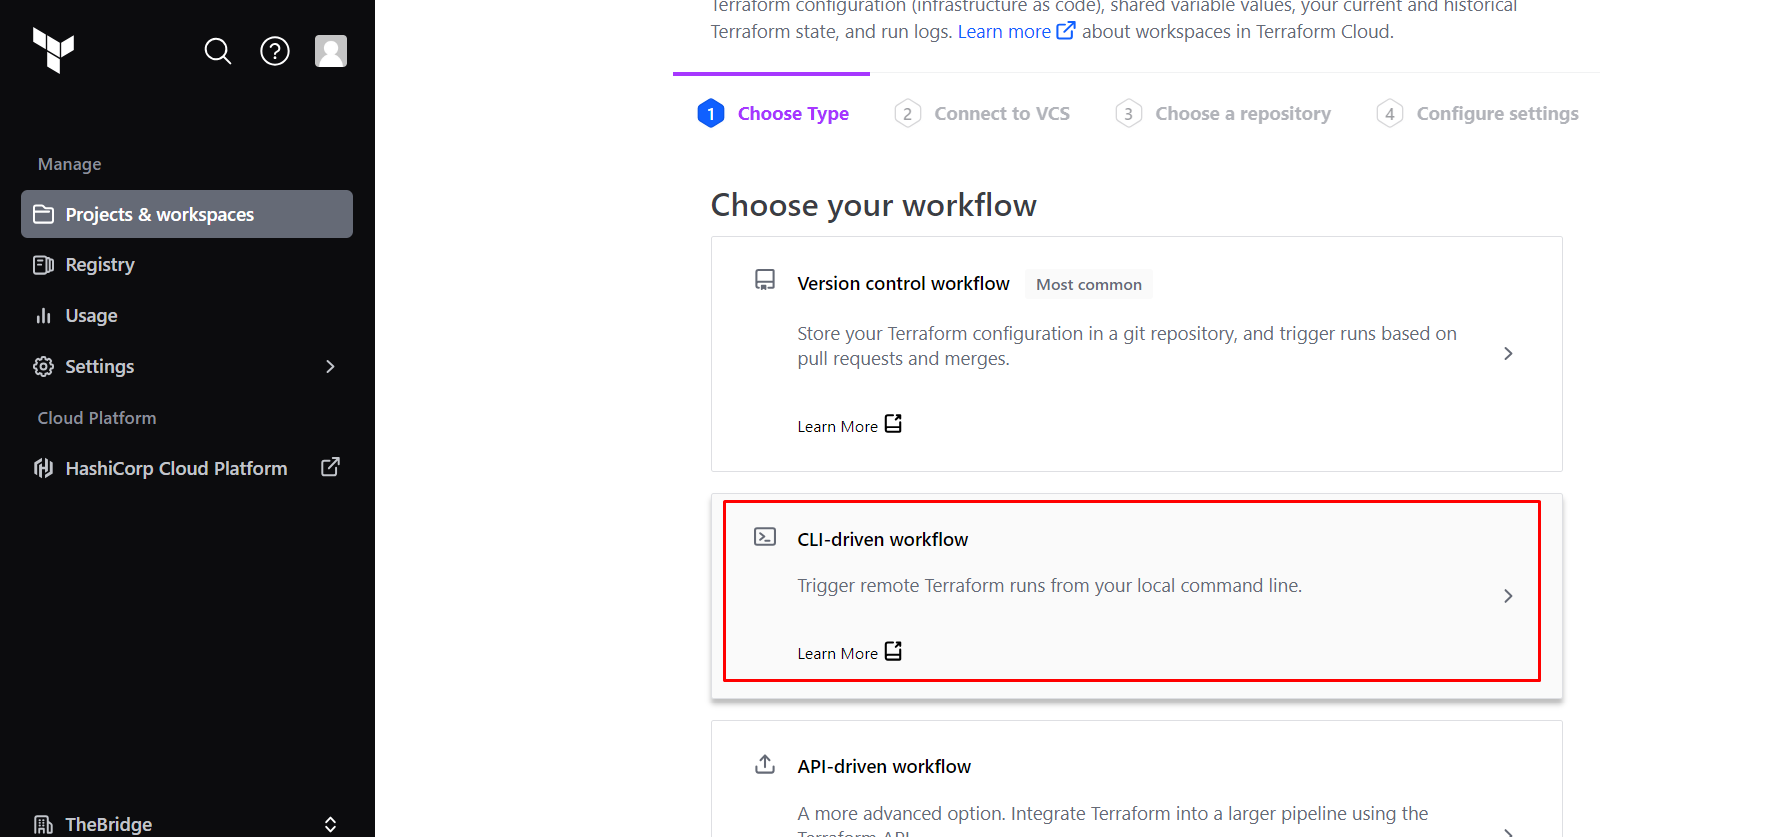 Manage
Projects & workspaces
Registry
Usage
Settings
Cloud Platform
HashiCorp Cloud Platform
TheBridge
Terraform configuration (infrastructure as code), shared variable values, your current and historical
Terraform state, and run logs. Learn more about workspaces in Terraform Cloud.
1 Choose Type 2 Connect to VCS 3 Choose a repository 4 Configure settings
Choose your workflow
Version control workflow Most common
Store your Terraform configuration in a git repository, and trigger runs based on
pull requests and merges.
Learn More
CLI-driven workflow
Trigger remote Terraform runs from your local command line.
Learn More
API-driven workflow
A more advanced option. Integrate Terraform into a larger pipeline using the
Terraform API